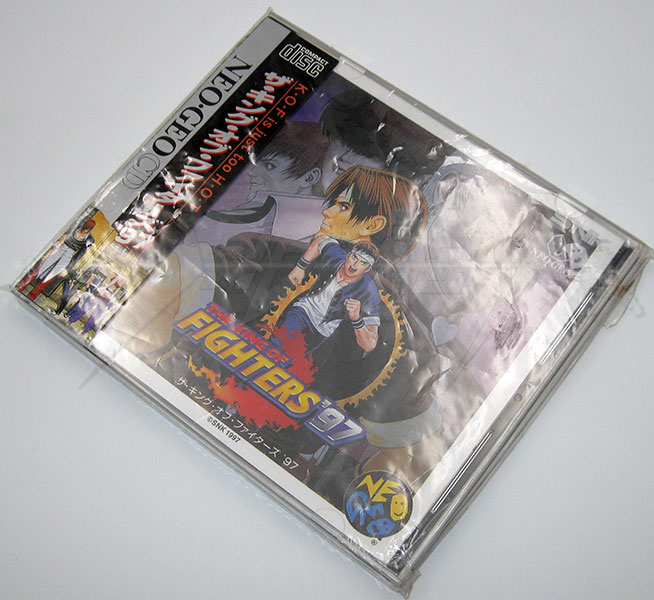 COMPACT
disc
NEO•GEO CD
K・O・F is just too H・O・T
ザ・キング・オブ・ファイターズ'97
THE KING OF
FIGHTERS '97
ザ・キング・オブ・ファイターズ '97
©SNK 1997
NEO
GEO